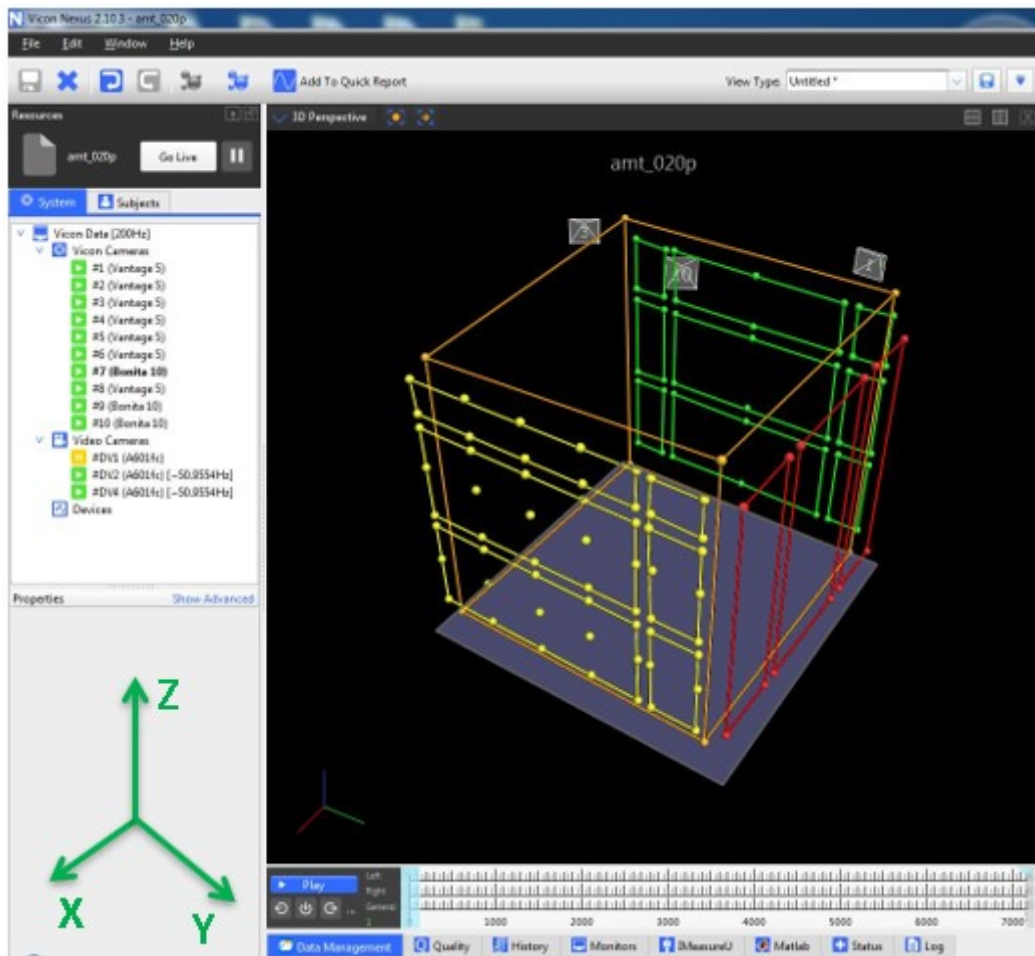 Vicon Nexus 2.10.3 - amt_020p
File Edit Window Help
Add To Quick Report View Type: Untitled *
Resources 3D Perspective
amt_020p Go Live
amt_020p
System Subjects
Vicon Data [200Hz]
Vicon Cameras
#1 (Vantage 5)
#2 (Vantage 5)
#3 (Vantage 5)
#4 (Vantage 5)
#5 (Vantage 5)
#6 (Vantage 5)
#7 (Bonita 10)
#8 (Vantage 5)
#9 (Bonita 10)
#10 (Bonita 10)
Video Cameras
#DV1 (A601fc)
#DV2 (A601fc) [~50.9554Hz]
#DV4 (A601fc) [~50.9554Hz]
Devices
Properties Show Advanced
Z
X
Y
Play
Left
Right
General
1000 2000 3000 4000 5000 6000
Data Management Quality History Monitors IMeasureU Matlab Status Log